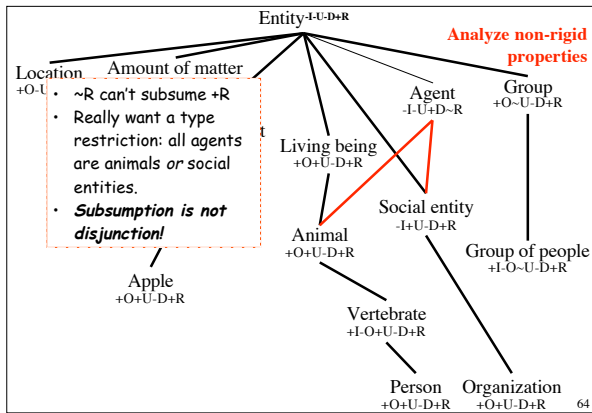 Entity-I-U-D+R
Analyze non-rigid
properties
Location
+O-U
Amount of matter
Agent
-I-U+D~R
Group
+O~U-D+R
• ~R can't subsume +R
• Really want a type
restriction: all agents
are animals or social
entities.
• Subsumption is not
disjunction!
t
Living being
+O+U-D+R
Social entity
-I+U-D+R
Animal
+O+U-D+R
Group of people
+I-O~U-D+R
Apple
+O+U-D+R
Vertebrate
+I-O+U-D+R
Person
+O+U-D+R
Organization
+O+U-D+R
64